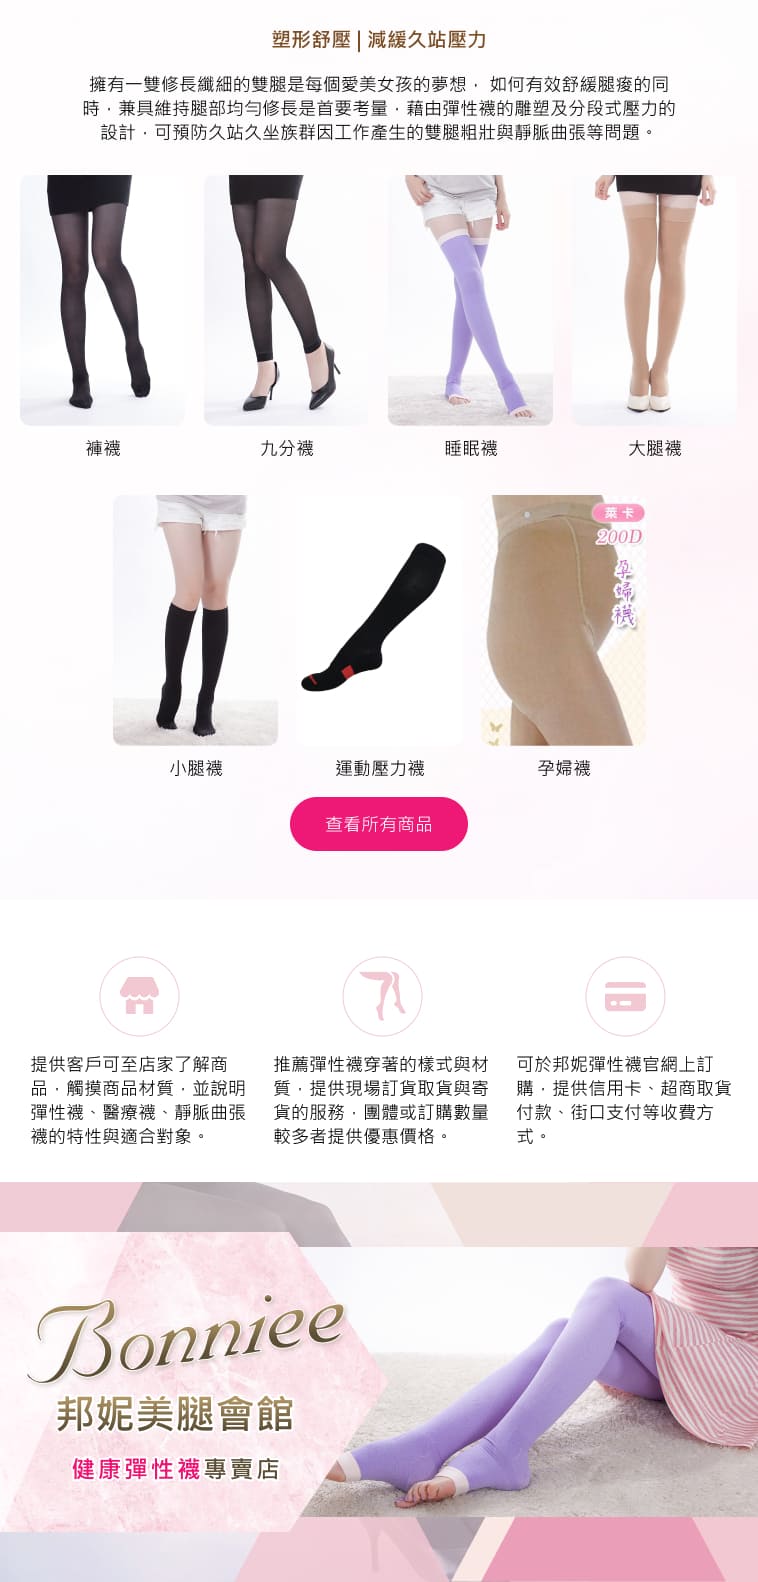 塑形舒壓 | 減緩久站壓力
擁有一雙修長纖細的雙腿是每個愛美女孩的夢想， 如何有效舒緩腿痠的同
時，兼具維持腿部均勻修長是首要考量，藉由彈性襪的雕塑及分段式壓力的
設計，可預防久站久坐族群因工作產生的雙腿粗壯與靜脈曲張等問題。
褲襪
九分襪
睡眠襪
大腿襪
萊卡
200D
孕婦襪
小腿襪
運動壓力襪
孕婦襪
查看所有商品
提供客戶可至店家了解商
品，觸摸商品材質，並說明
彈性襪、醫療襪、靜脈曲張
襪的特性與適合對象。
推薦彈性襪穿著的樣式與材
質，提供現場訂貨取貨與寄
貨的服務，團體或訂購數量
較多者提供優惠價格。
可於邦妮彈性襪官網上訂
購，提供信用卡、超商取貨
付款、街口支付等收費方
式。
Bonniee
邦妮美腿會館
健康彈性襪專賣店